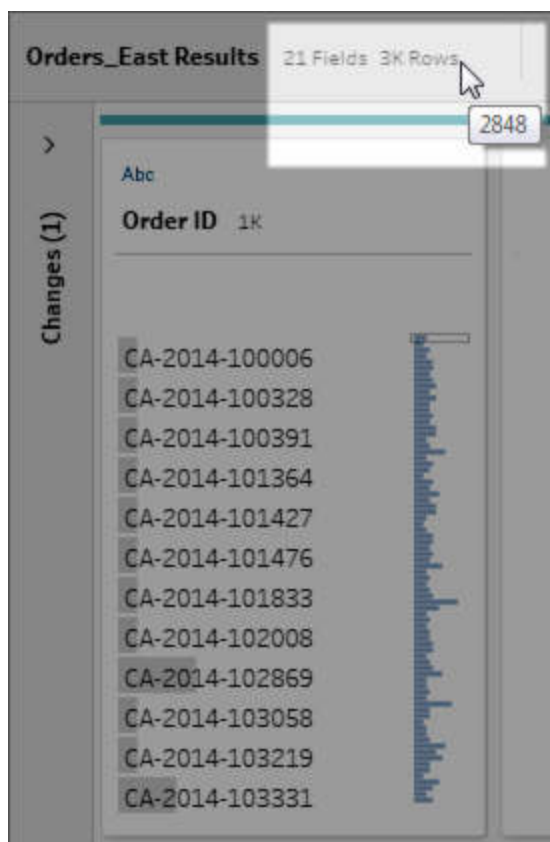 Orders_East Results 21 Fields 3K Rows
2848
Changes (1)
Abc
Order ID 1K
CA-2014-100006
CA-2014-100328
CA-2014-100391
CA-2014-101364
CA-2014-101427
CA-2014-101476
CA-2014-101833
CA-2014-102008
CA-2014-102869
CA-2014-103058
CA-2014-103219
CA-2014-103331